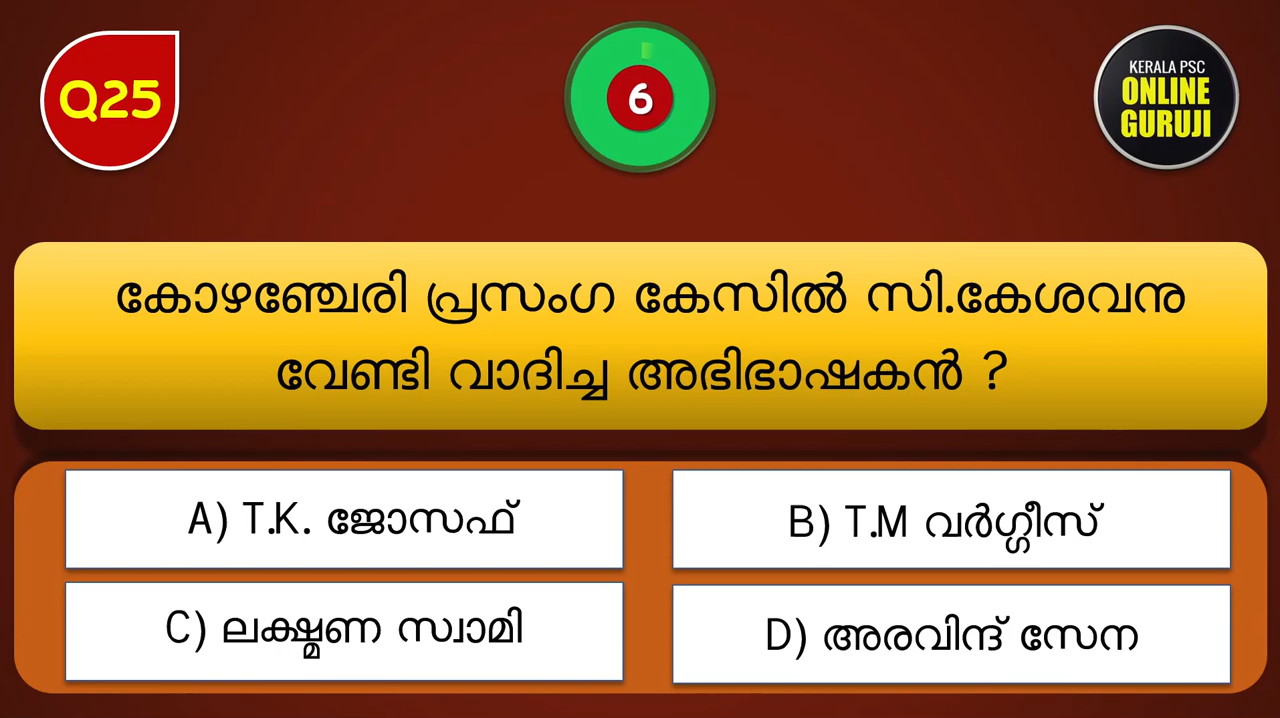 Q25
6
KERALA PSC
ONLINE
GURUJI
കോഴഞ്ചേരി പ്രസംഗ കേസിൽ സി.കേശവനു
വേണ്ടി വാദിച്ച അഭിഭാഷകൻ ?
A) T.K. ജോസഫ്
B) T.M വർഗ്ഗീസ്
C) ലക്ഷ്മണ സ്വാമി
D) അരവിന്ദ് സേന